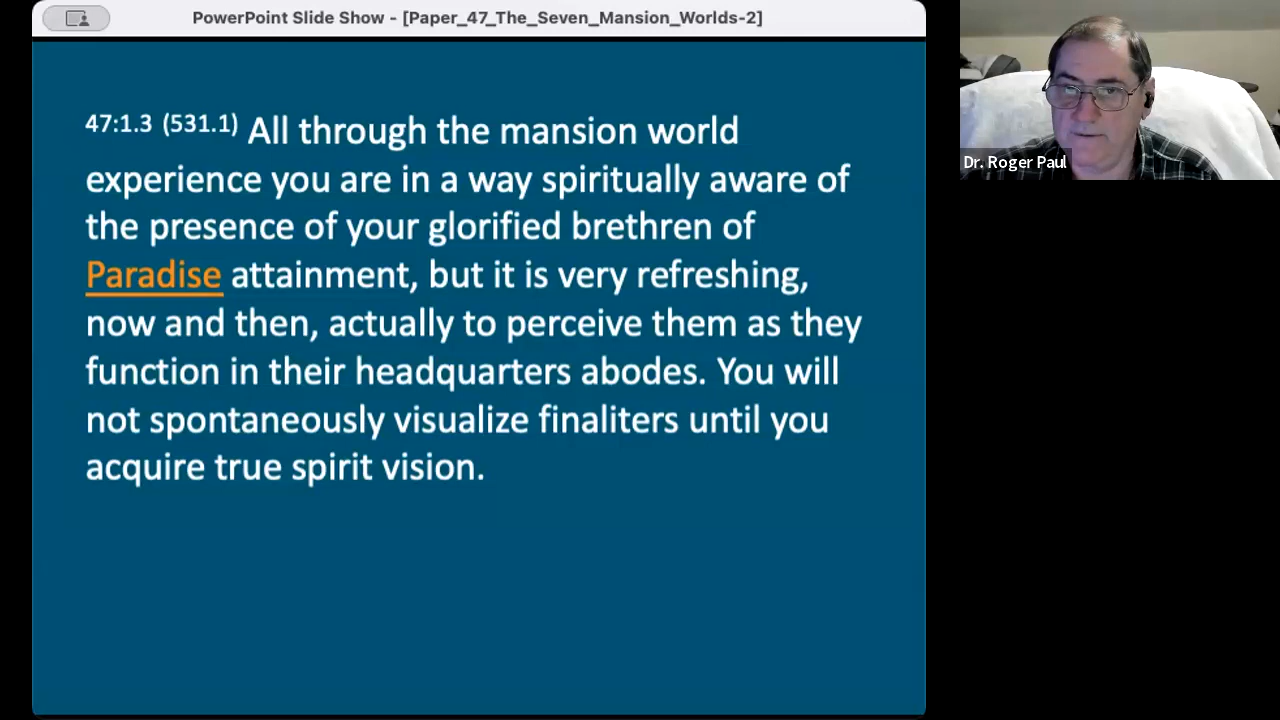 PowerPoint Slide Show - [Paper_47_The_Seven_Mansion_Worlds-2]
47:1.3 (531.1) All through the mansion world
experience you are in a way spiritually aware of
the presence of your glorified brethren of
Paradise attainment, but it is very refreshing,
now and then, actually to perceive them as they
function in their headquarters abodes. You will
not spontaneously visualize finaliters until you
acquire true spirit vision.
Dr. Roger Paul